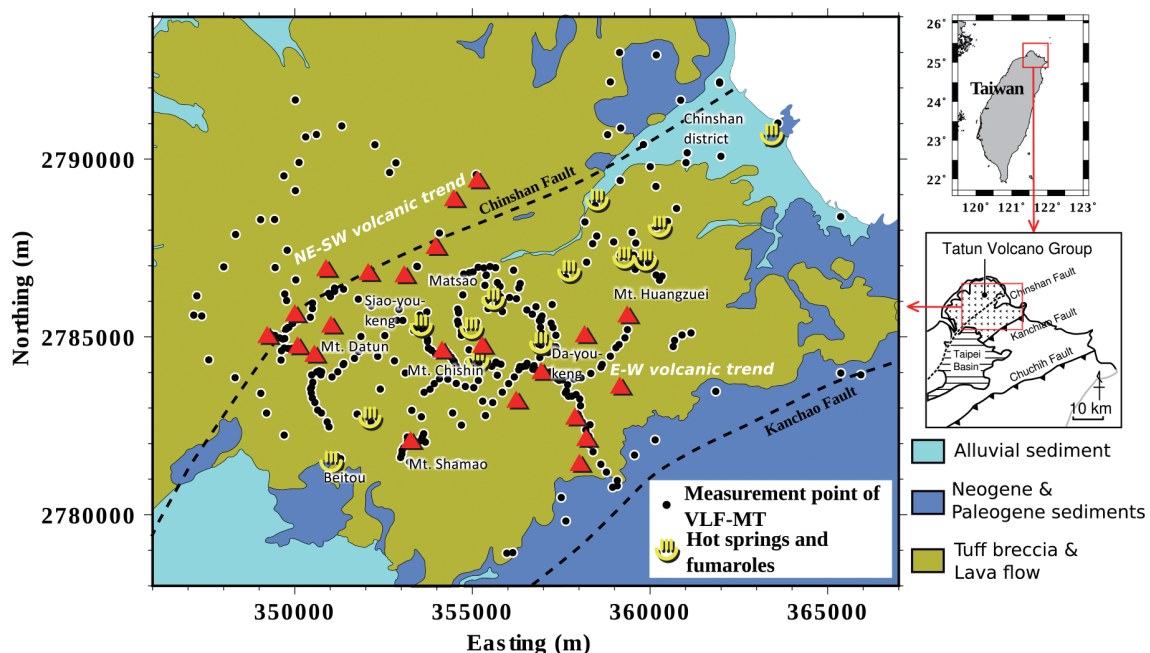 2790000
2785000
2780000
Northing (m)
350000
355000
360000
365000
Easting (m)
Chinshan
district
NE-SW volcanic trend
Chinshan Fault
Matsao
Siao-you-
keng
Mt. Huangzuei
Mt. Datun
Mt. Chishin
Da-you-
keng
E-W volcanic trend
Kanchao Fault
Mt. Shamao
Beitou
Measurement point of
VLF-MT
Hot springs and
fumaroles
26˚
25˚
24˚
23˚
22˚
Taiwan
120˚
121˚
122˚
123˚
Tatun Volcano Group
Chinshan Fault
Kanchao Fault
Taipei
Basin
Chuchih Fault
10 km
Alluvial sediment
Neogene &
Paleogene sediments
Tuff breccia &
Lava flow